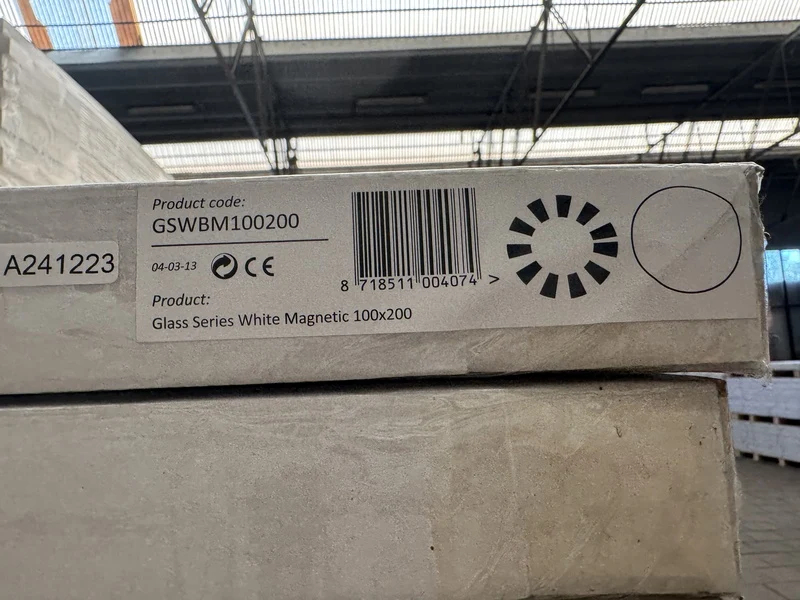 A241223
Product code:
GSWBM100200
04-03-13 CE
Product:
Glass Series White Magnetic 100x200
8 718511 004074 >